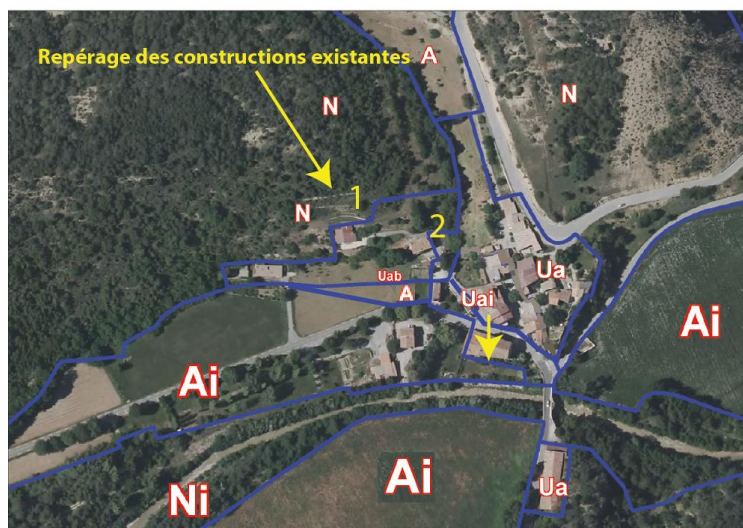 Repérage des constructions existantes
A
N
N
1
N
2
Uab
Ua
A
Uai
Ai
Ai
Ai
Ua
Ni